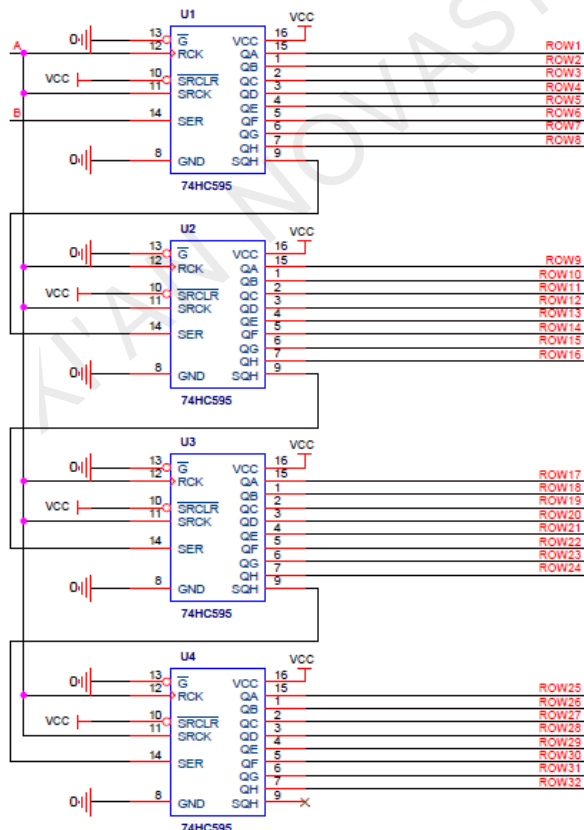 U1
A
B
0
13
12
VCC
10
11
14
0
8
G
RCK
SRCLR
SRCK
SER
GND
VCC
QA
QB
QC
QD
QE
QF
QG
QH
SQH
16
15
1
2
3
4
5
6
7
9
VCC
ROW1
ROW2
ROW3
ROW4
ROW5
ROW6
ROW7
ROW8
74HC595
U2
0
13
12
VCC
10
11
14
0
8
G
RCK
SRCLR
SRCK
SER
GND
VCC
QA
QB
QC
QD
QE
QF
QG
QH
SQH
16
15
1
2
3
4
5
6
7
9
VCC
ROW9
ROW10
ROW11
ROW12
ROW13
ROW14
ROW15
ROW16
74HC595
U3
0
13
12
VCC
10
11
14
0
8
G
RCK
SRCLR
SRCK
SER
GND
VCC
QA
QB
QC
QD
QE
QF
QG
QH
SQH
16
15
1
2
3
4
5
6
7
9
VCC
ROW17
ROW18
ROW19
ROW20
ROW21
ROW22
ROW23
ROW24
74HC595
U4
0
13
12
VCC
10
11
14
0
8
G
RCK
SRCLR
SRCK
SER
GND
VCC
QA
QB
QC
QD
QE
QF
QG
QH
SQH
16
15
1
2
3
4
5
6
7
9
VCC
ROW25
ROW26
ROW27
ROW28
ROW29
ROW30
ROW31
ROW32
74HC595
XI'AN NOVAST